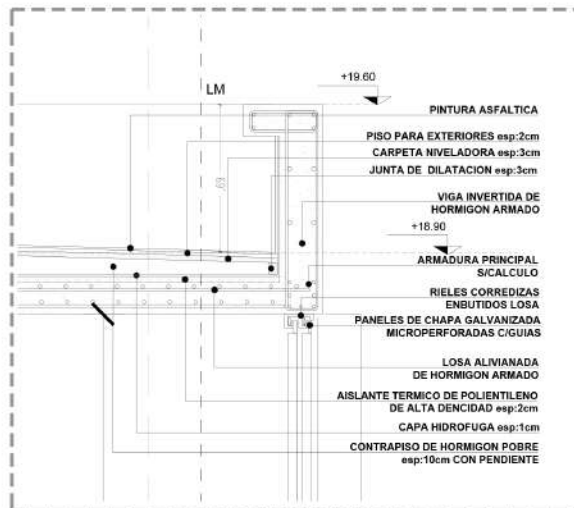 LM
+19.60
PINTURA ASFALTICA
PISO PARA EXTERIORES esp:2cm
CARPETA NIVELADORA esp:3cm
JUNTA DE DILATACION esp:3cm
.69
VIGA INVERTIDA DE
HORMIGON ARMADO
+18.90
ARMADURA PRINCIPAL
S/CALCULO
RIELES CORREDIZAS
ENBUTIDOS LOSA
PANELES DE CHAPA GALVANIZADA
MICROPERFORADAS C/GUIAS
LOSA ALIVIANADA
DE HORMIGON ARMADO
AISLANTE TERMICO DE POLIENTILENO
DE ALTA DENCIDAD esp:2cm
CAPA HIDROFUGA esp:1cm
CONTRAPISO DE HORMIGON POBRE
esp:10cm CON PENDIENTE